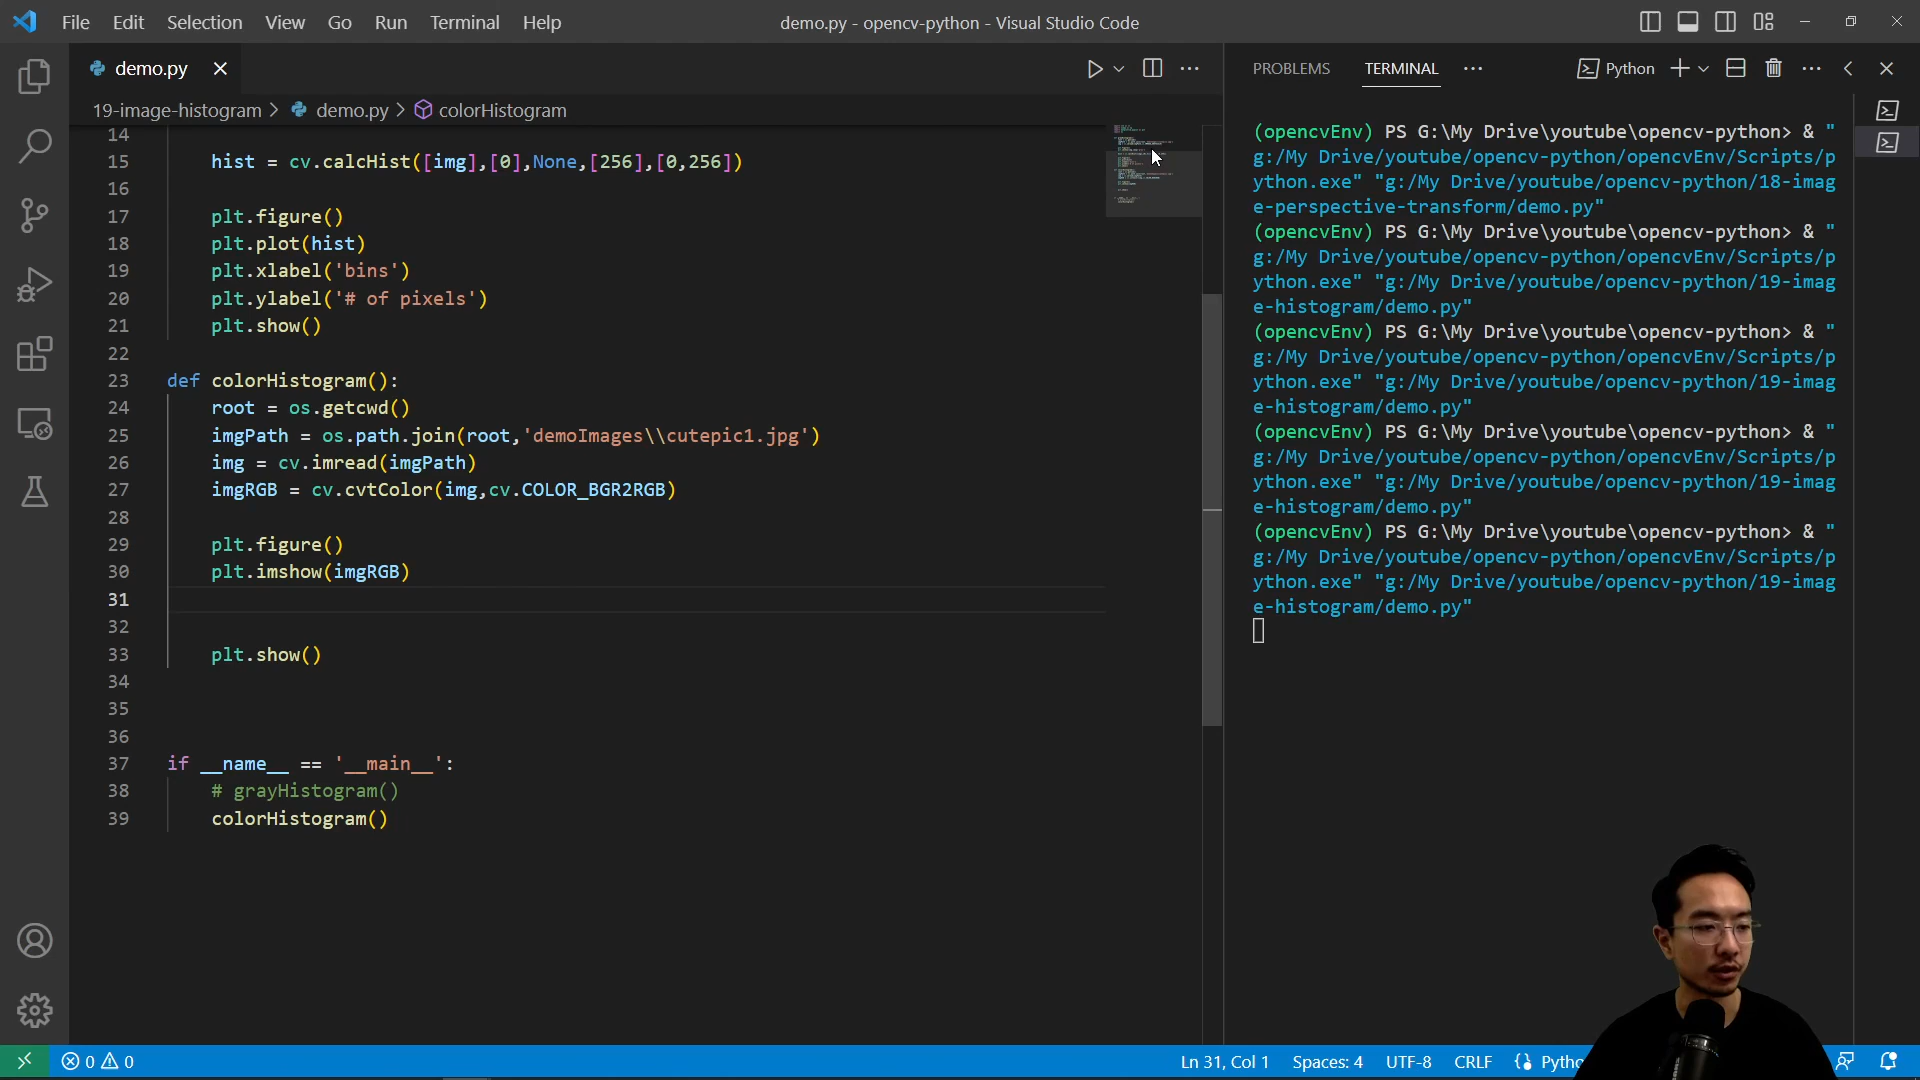 File Edit Selection View Go Run Terminal Help
demo.py - opencv-python - Visual Studio Code
demo.py
19-image-histogram > demo.py > colorHistogram
14
15 hist = cv.calcHist([img],[0],None,[256],[0,256])
16
17 plt.figure()
18 plt.plot(hist)
19 plt.xlabel('bins')
20 plt.ylabel('# of pixels')
21 plt.show()
22
23 def colorHistogram():
24 root = os.getcwd()
25 imgPath = os.path.join(root,'demoImages\\cutepic1.jpg')
26 img = cv.imread(imgPath)
27 imgRGB = cv.cvtColor(img,cv.COLOR_BGR2RGB)
28
29 plt.figure()
30 plt.imshow(imgRGB)
31
32
33 plt.show()
34
35
36
37 if __name__ == '__main__':
38 # grayHistogram()
39 colorHistogram()
PROBLEMS TERMINAL Python
(opencvEnv) PS G:\My Drive\youtube\opencv-python> & "
g:/My Drive/youtube/opencv-python/opencvEnv/Scripts/p
ython.exe" "g:/My Drive/youtube/opencv-python/18-imag
e-perspective-transform/demo.py"
(opencvEnv) PS G:\My Drive\youtube\opencv-python> & "
g:/My Drive/youtube/opencv-python/opencvEnv/Scripts/p
ython.exe" "g:/My Drive/youtube/opencv-python/19-imag
e-histogram/demo.py"
(opencvEnv) PS G:\My Drive\youtube\opencv-python> & "
g:/My Drive/youtube/opencv-python/opencvEnv/Scripts/p
ython.exe" "g:/My Drive/youtube/opencv-python/19-imag
e-histogram/demo.py"
(opencvEnv) PS G:\My Drive\youtube\opencv-python> & "
g:/My Drive/youtube/opencv-python/opencvEnv/Scripts/p
ython.exe" "g:/My Drive/youtube/opencv-python/19-imag
e-histogram/demo.py"
(opencvEnv) PS G:\My Drive\youtube\opencv-python> & "
g:/My Drive/youtube/opencv-python/opencvEnv/Scripts/p
ython.exe" "g:/My Drive/youtube/opencv-python/19-imag
e-histogram/demo.py"
0 0 Ln 31, Col 1 Spaces: 4 UTF-8 CRLF Pytho